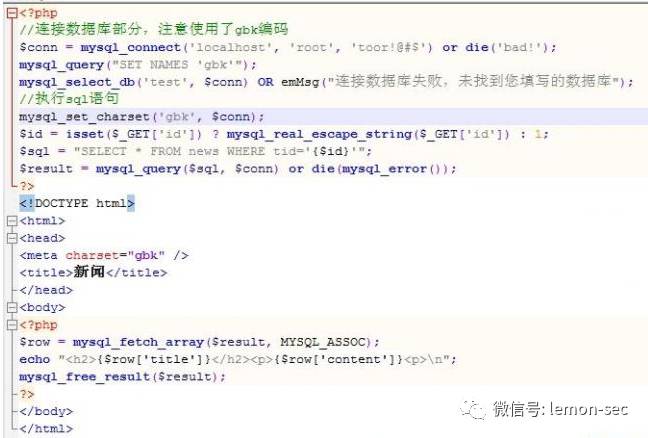 <?php
//连接数据库部分，注意使用了gbk编码
$conn = mysql_connect('localhost', 'root', 'toor!@#$') or die('bad!');
mysql_query("SET NAMES 'gbk'");
mysql_select_db('test', $conn) OR emMsg("连接数据库失败，未找到您填写的数据库");
//执行sql语句
mysql_set_charset('gbk', $conn);
$id = isset($_GET['id']) ? mysql_real_escape_string($_GET['id']) : 1;
$sql = "SELECT * FROM news WHERE tid='{$id}'";
$result = mysql_query($sql, $conn) or die(mysql_error());
?>
<!DOCTYPE html>
<html>
<head>
<meta charset="gbk" />
<title>新闻</title>
</head>
<body>
<?php
$row = mysql_fetch_array($result, MYSQL_ASSOC);
echo "<h2>{$row['title']}</h2><p>{$row['content']}<p>\n";
mysql_free_result($result);
?>
</body>
</html>
微信号: lemon-sec